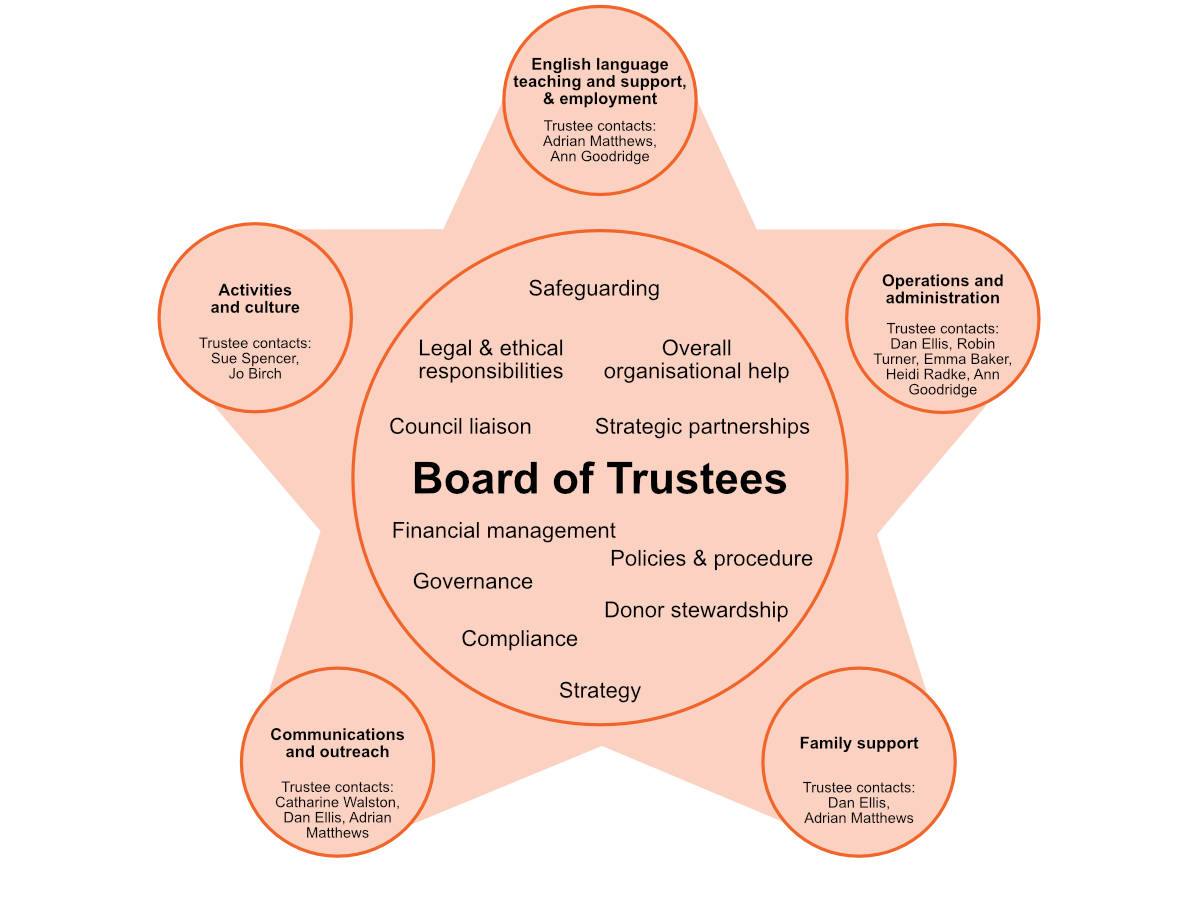 English language
teaching and support,
& employment
Trustee contacts:
Adrian Matthews,
Ann Goodridge
Activities
and culture
Trustee contacts:
Sue Spencer,
Jo Birch
Operations and
administration
Trustee contacts:
Dan Ellis, Robin
Turner, Emma Baker,
Heidi Radke, Ann
Goodridge
Safeguarding
Legal & ethical
responsibilities
Overall
organisational help
Council liaison
Strategic partnerships
Board of Trustees
Financial management
Policies & procedure
Governance
Donor stewardship
Compliance
Strategy
Communications
and outreach
Trustee contacts:
Catharine Walston,
Dan Ellis, Adrian
Matthews
Family support
Trustee contacts:
Dan Ellis,
Adrian Matthews